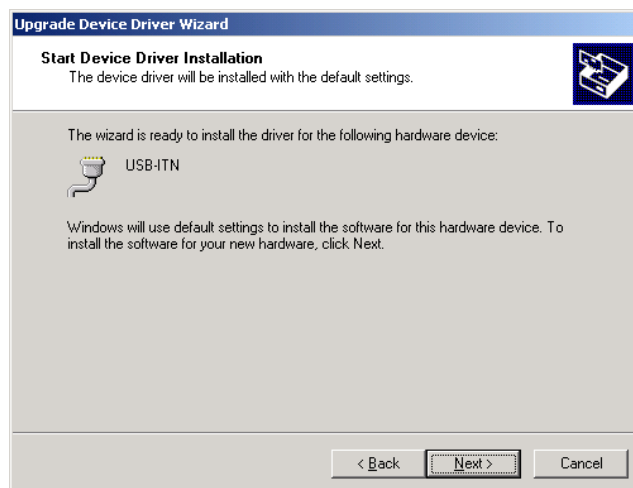 Upgrade Device Driver Wizard
Start Device Driver Installation
The device driver will be installed with the default settings.
The wizard is ready to install the driver for the following hardware device:
USB-ITN
Windows will use default settings to install the software for this hardware device. To
install the software for your new hardware, click Next.
< Back Next > Cancel